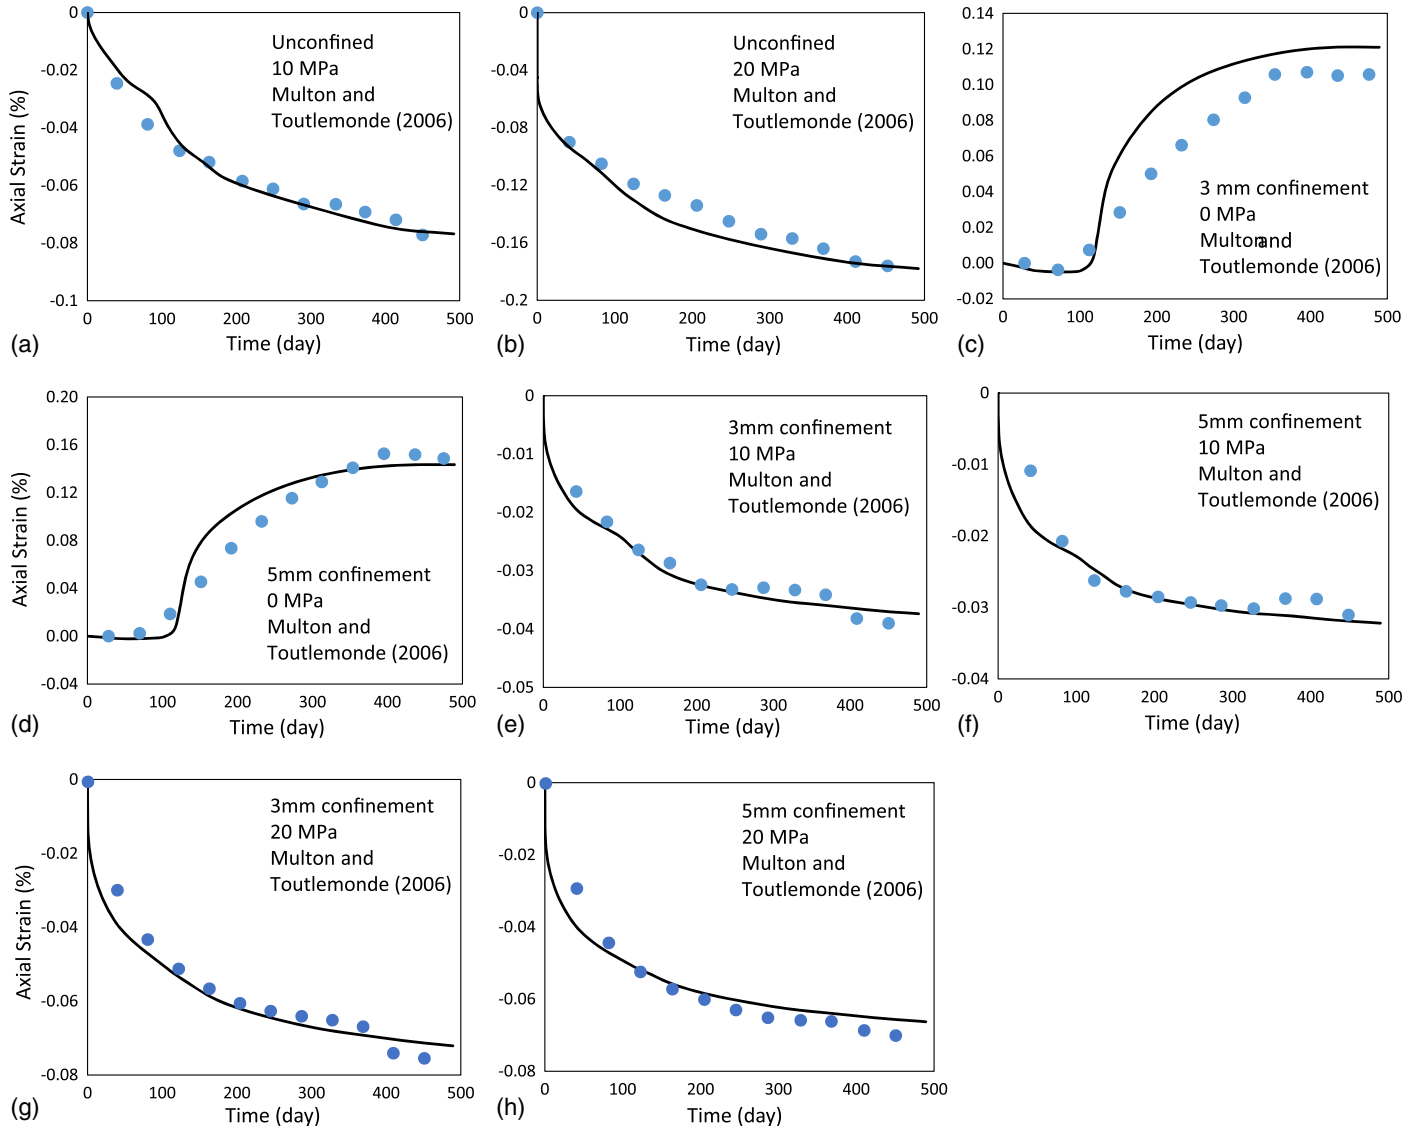 0
-0.02
-0.04
-0.06
-0.08
-0.1
Axial Strain (%)
Unconfined
10 MPa
Multon and
Toutlemonde (2006)
0 100 200 300 400 500
Time (day)
(a)
0
-0.04
-0.08
-0.12
-0.16
-0.2
Unconfined
20 MPa
Multon and
Toutlemonde (2006)
0 100 200 300 400 500
Time (day)
(b)
0.14
0.12
0.10
0.08
0.06
0.04
0.02
0.00
-0.02
3 mm confinement
0 MPa
Multon and
Toutlemonde (2006)
0 100 200 300 400 500
Time (day)
(c)
0.20
0.16
0.12
0.08
0.04
0.00
-0.04
Axial Strain (%)
5mm confinement
0 MPa
Multon and
Toutlemonde (2006)
0 100 200 300 400 500
Time (day)
(d)
0
-0.01
-0.02
-0.03
-0.04
-0.05
3mm confinement
10 MPa
Multon and
Toutlemonde (2006)
0 100 200 300 400 500
Time (day)
(e)
0
-0.01
-0.02
-0.03
-0.04
5mm confinement
10 MPa
Multon and
Toutlemonde (2006)
0 100 200 300 400 500
Time (day)
(f)
0
-0.02
-0.04
-0.06
-0.08
Axial Strain (%)
3mm confinement
20 MPa
Multon and
Toutlemonde (2006)
0 100 200 300 400 500
Time (day)
(g)
0
-0.02
-0.04
-0.06
-0.08
5mm confinement
20 MPa
Multon and
Toutlemonde (2006)
0 100 200 300 400 500
Time (day)
(h)